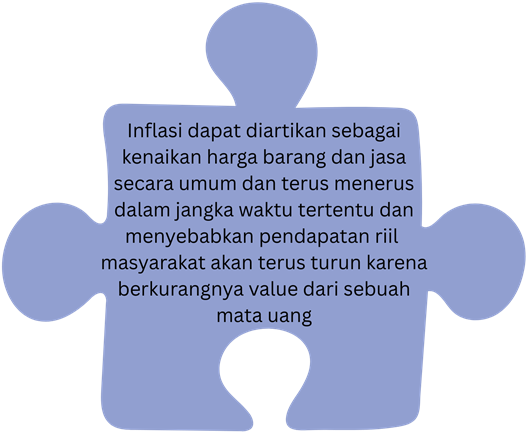 Inflasi dapat diartikan sebagai
kenaikan harga barang dan jasa
secara umum dan terus menerus
dalam jangka waktu tertentu dan
menyebabkan pendapatan riil
masyarakat akan terus turun karena
berkurangnya value dari sebuah
mata uang